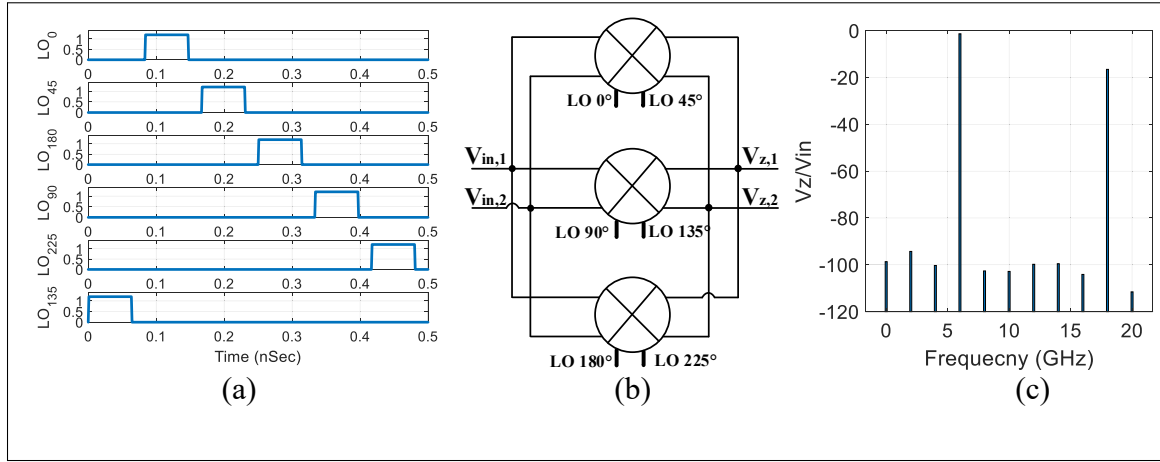 LO0
1
0.5
0
0 0.1 0.2 0.3 0.4 0.5
LO45
1
0.5
0
0 0.1 0.2 0.3 0.4 0.5
LO180
1
0.5
0
0 0.1 0.2 0.3 0.4 0.5
LO90
1
0.5
0
0 0.1 0.2 0.3 0.4 0.5
LO225
1
0.5
0
0 0.1 0.2 0.3 0.4 0.5
LO135
1
0.5
0
0 0.1 0.2 0.3 0.4 0.5
Time (nSec)
(a)
LO 0° LO 45°
Vin,1 Vz,1
Vin,2 Vz,2
LO 90° LO 135°
LO 180° LO 225°
(b)
Vz/Vin
0
-20
-40
-60
-80
-100
-120
0 5 10 15 20
Frequecny (GHz)
(c)